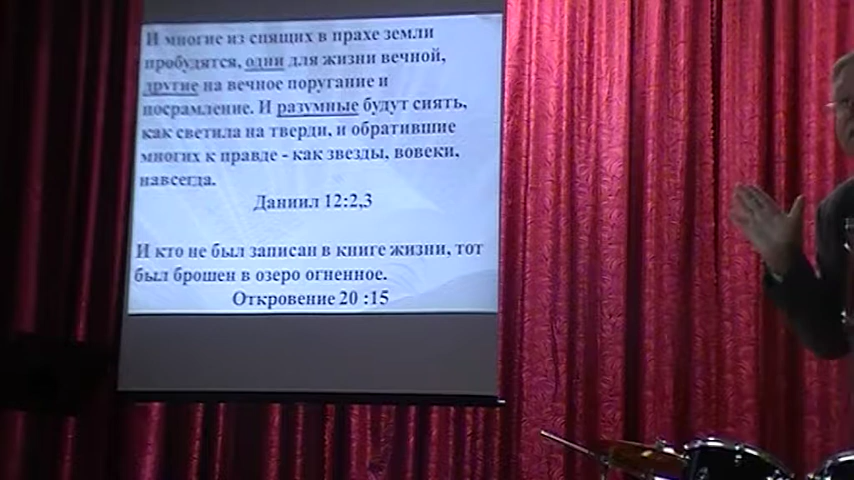 И многие из спящих в прахе земли
пробудятся, одни для жизни вечной,
другие на вечное поругание и
посрамление. И разумные будут сиять,
как светила на тверди, и обратившие
многих к правде - как звезды, вовеки,
навсегда.
Даниил 12:2,3
И кто не был записан в книге жизни, тот
был брошен в озеро огненное.
Откровение 20 :15